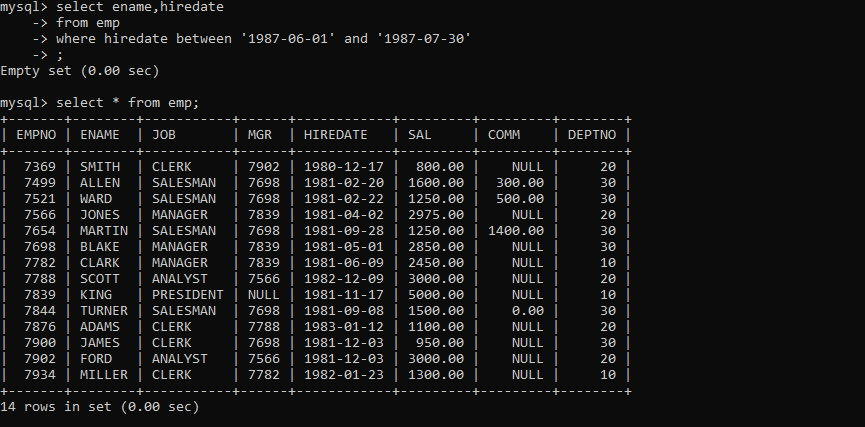 mysql> select ename,hiredate
    -> from emp
    -> where hiredate between '1987-06-01' and '1987-07-30'
    -> ;
Empty set (0.00 sec)

mysql> select * from emp;
+-------+--------+-----------+------+------------+---------+---------+--------+
| EMPNO | ENAME  | JOB       | MGR  | HIREDATE   | SAL     | COMM    | DEPTNO |
+-------+--------+-----------+------+------------+---------+---------+--------+
|  7369 | SMITH  | CLERK     | 7902 | 1980-12-17 |  800.00 |    NULL |     20 |
|  7499 | ALLEN  | SALESMAN  | 7698 | 1981-02-20 | 1600.00 |  300.00 |     30 |
|  7521 | WARD   | SALESMAN  | 7698 | 1981-02-22 | 1250.00 |  500.00 |     30 |
|  7566 | JONES  | MANAGER   | 7839 | 1981-04-02 | 2975.00 |    NULL |     20 |
|  7654 | MARTIN | SALESMAN  | 7698 | 1981-09-28 | 1250.00 | 1400.00 |     30 |
|  7698 | BLAKE  | MANAGER   | 7839 | 1981-05-01 | 2850.00 |    NULL |     30 |
|  7782 | CLARK  | MANAGER   | 7839 | 1981-06-09 | 2450.00 |    NULL |     10 |
|  7788 | SCOTT  | ANALYST   | 7566 | 1982-12-09 | 3000.00 |    NULL |     20 |
|  7839 | KING   | PRESIDENT | NULL | 1981-11-17 | 5000.00 |    NULL |     10 |
|  7844 | TURNER | SALESMAN  | 7698 | 1981-09-08 | 1500.00 |    0.00 |     30 |
|  7876 | ADAMS  | CLERK     | 7788 | 1983-01-12 | 1100.00 |    NULL |     20 |
|  7900 | JAMES  | CLERK     | 7698 | 1981-12-03 |  950.00 |    NULL |     30 |
|  7902 | FORD   | ANALYST   | 7566 | 1981-12-03 | 3000.00 |    NULL |     20 |
|  7934 | MILLER | CLERK     | 7782 | 1982-01-23 | 1300.00 |    NULL |     10 |
+-------+--------+-----------+------+------------+---------+---------+--------+
14 rows in set (0.00 sec)